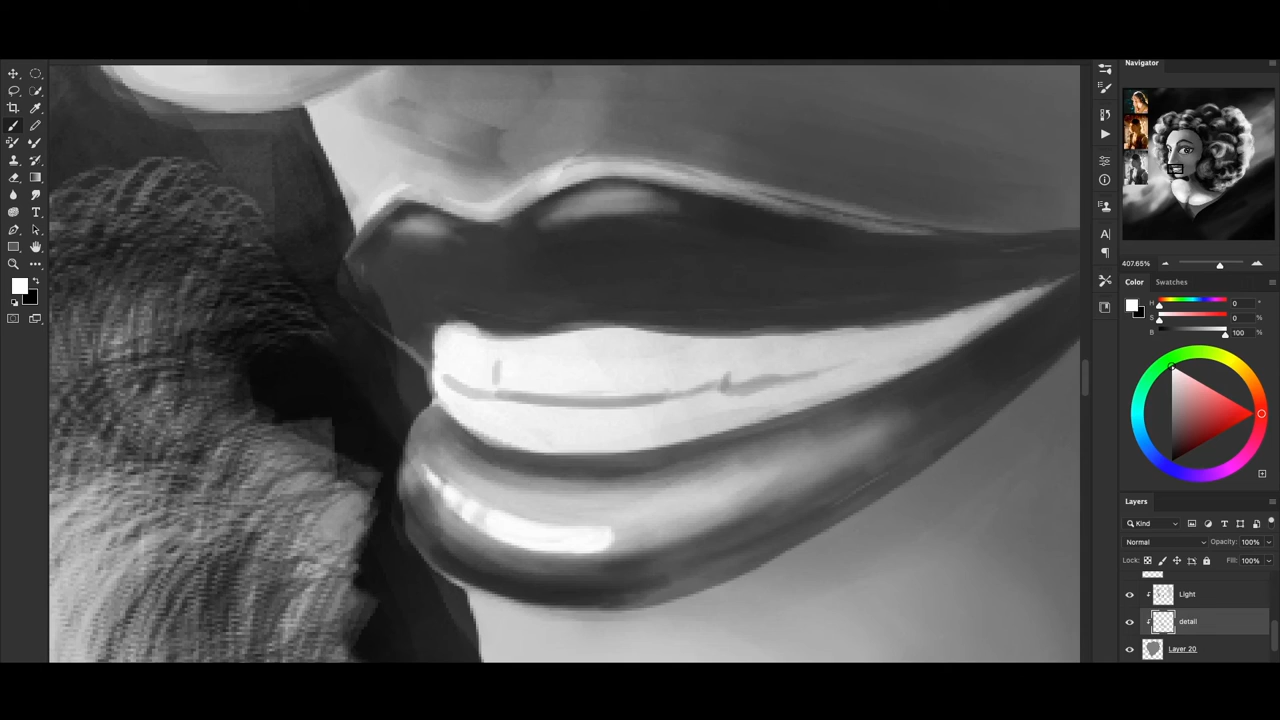 Navigator
407.65%
Color Swatches
H 0 °
S 0 %
B 100 %
Layers
Kind
Normal Opacity: 100%
Lock: Fill: 100%
Light
detail
Layer 20